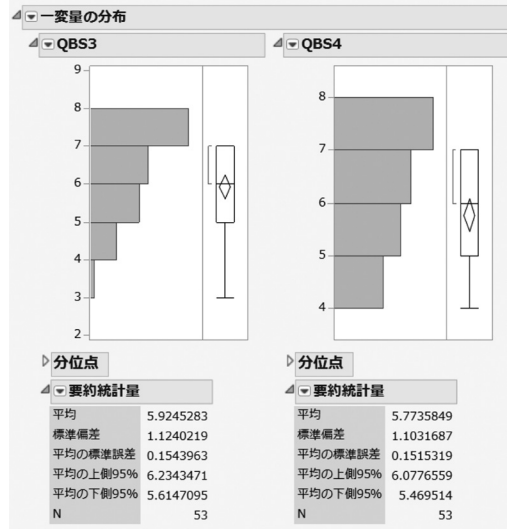 一変量の分布
QBS3
9
8
7
6
5
4
3
2
分位点
要約統計量
平均 5.9245283
標準偏差 1.1240219
平均の標準誤差 0.1543963
平均の上側95% 6.2343471
平均の下側95% 5.6147095
N 53
QBS4
8
7
6
5
4
分位点
要約統計量
平均 5.7735849
標準偏差 1.1031687
平均の標準誤差 0.1515319
平均の上側95% 6.0776559
平均の下側95% 5.469514
N 53